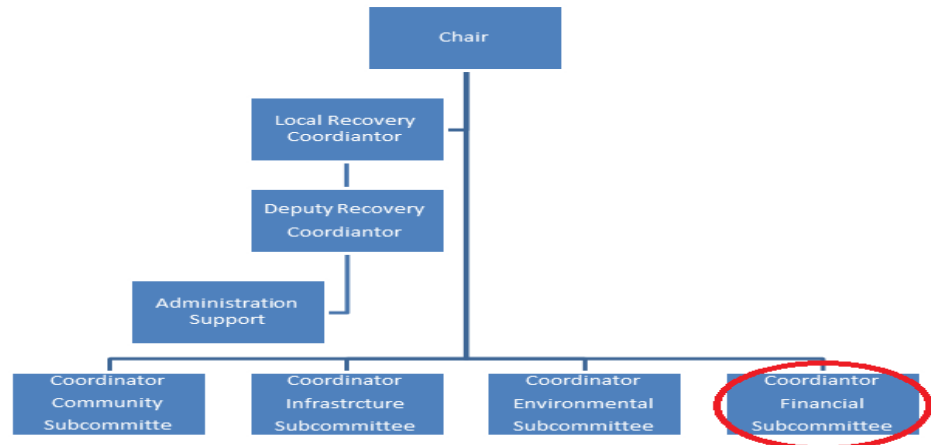 Chair
Local Recovery
Coordiantor
Deputy Recovery
Coordiantor
Administration
Support
Coordinator
Community
Subcommitte
Coordinator
Infrastrcture
Subcommittee
Coordinator
Environmental
Subcommittee
Coordiantor
Financial
Subcommittee